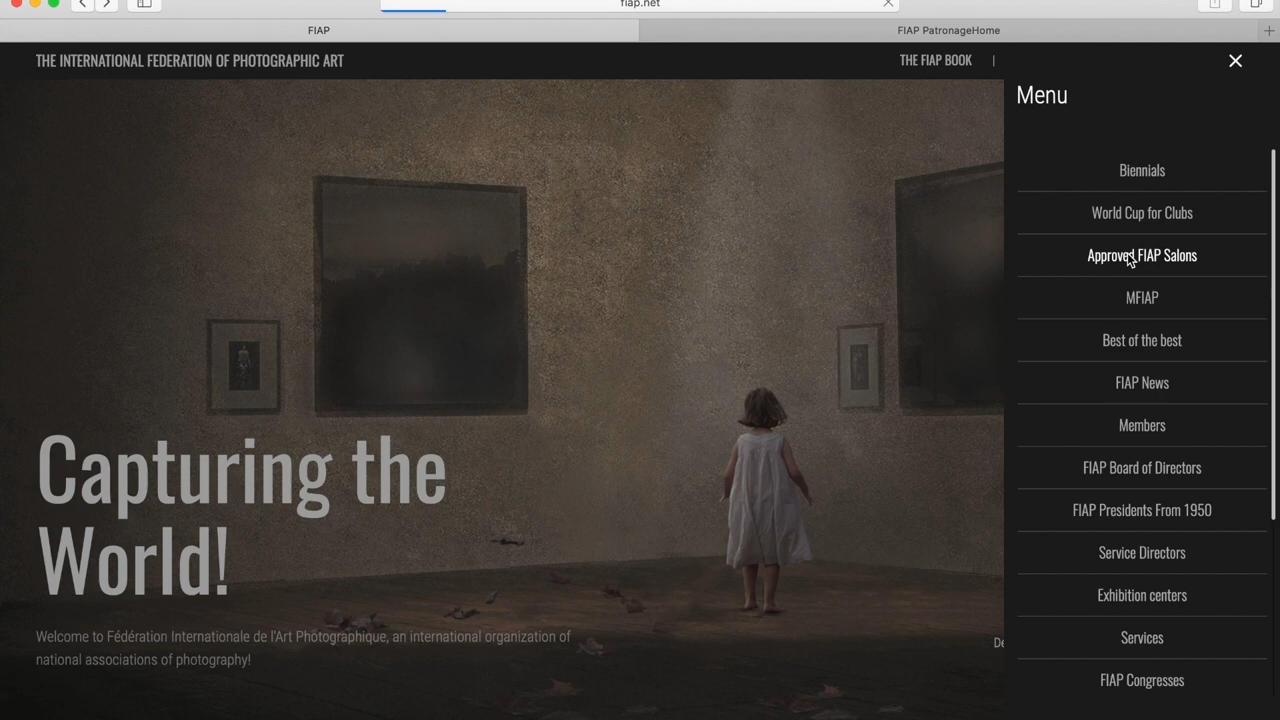 fiap.net
FIAP
FIAP PatronageHome
THE INTERNATIONAL FEDERATION OF PHOTOGRAPHIC ART
THE FIAP BOOK |
Menu
Biennials
World Cup for Clubs
Approved FIAP Salons
MFIAP
Best of the best
FIAP News
Members
FIAP Board of Directors
FIAP Presidents From 1950
Service Directors
Exhibition centers
Services
FIAP Congresses
Capturing the
World!
Welcome to Fédération Internationale de l'Art Photographique, an international organization of
national associations of photography!
De